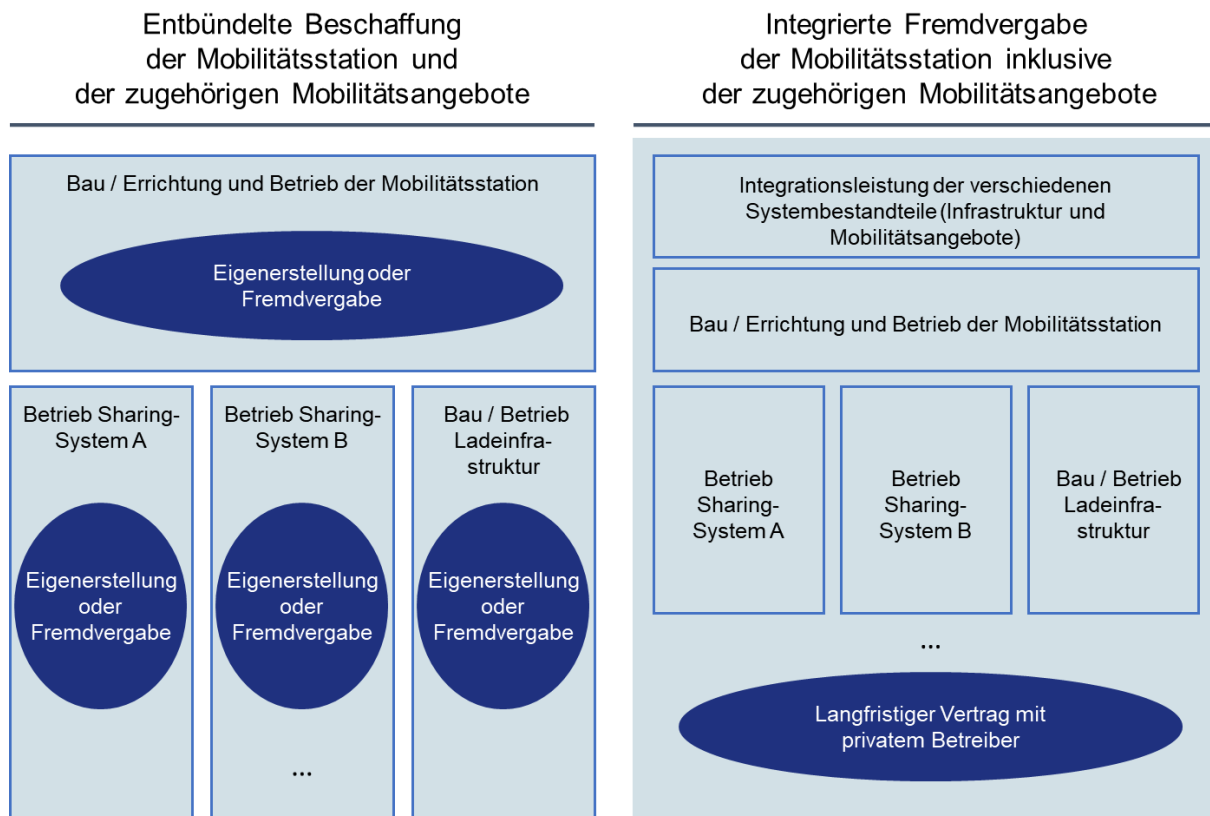 Entbündelte Beschaffung
der Mobilitätsstation und
der zugehörigen Mobilitätsangebote
Bau / Errichtung und Betrieb der Mobilitätsstation
Eigenerstellung oder
Fremdvergabe
Betrieb Sharing-
System A
Eigenerstellung
oder
Fremdvergabe
Betrieb Sharing-
System B
Eigenerstellung
oder
Fremdvergabe
...
Bau / Betrieb
Ladeinfra-
struktur
Eigenerstellung
oder
Fremdvergabe
Integrierte Fremdvergabe
der Mobilitätsstation inklusive
der zugehörigen Mobilitätsangebote
Integrationsleistung der verschiedenen
Systembestandteile (Infrastruktur und
Mobilitätsangebote)
Bau / Errichtung und Betrieb der Mobilitätsstation
Betrieb
Sharing-
System A
Betrieb
Sharing-
System B
Bau / Betrieb
Ladeinfra-
struktur
...
Langfristiger Vertrag mit
privatem Betreiber